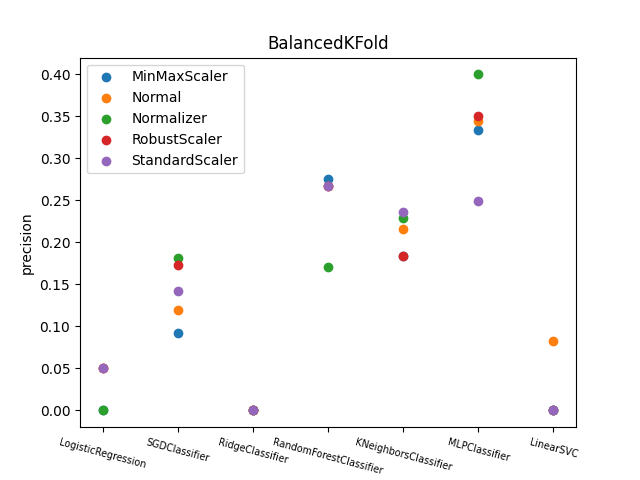 BalancedKFold
MinMaxScaler
Normal
Normalizer
RobustScaler
StandardScaler
precision
0.40
0.35
0.30
0.25
0.20
0.15
0.10
0.05
0.00
LogisticRegression
SGDClassifier
RidgeClassifier
RandomForestClassifier
KNeighborsClassifier
MLPClassifier
LinearSVC